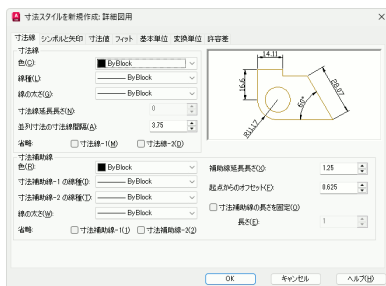 寸法スタイルを新規作成: 詳細図用
寸法線 シンボルと矢印 寸法値 フィット 基本単位 変換単位 許容差
寸法線
色(C): ByBlock
線種(L): ByBlock
線の太さ(G): ByBlock
寸法線延長長さ(N): 0
並列寸法の寸法線間隔(A): 3.75
省略: 寸法線-1(M) 寸法線-2(D)
14.11
16.6
28.07
60°
R11.17
寸法補助線
色(R): ByBlock
寸法補助線-1 の線種(I): ByBlock
寸法補助線-2 の線種(T): ByBlock
線の太さ(W): ByBlock
省略: 寸法補助線-1(1) 寸法補助線-2(2)
補助線延長長さ(X): 1.25
起点からのオフセット(F): 0.625
寸法補助線の長さを固定(O)
長さ(E): 1
OK キャンセル ヘルプ(H)